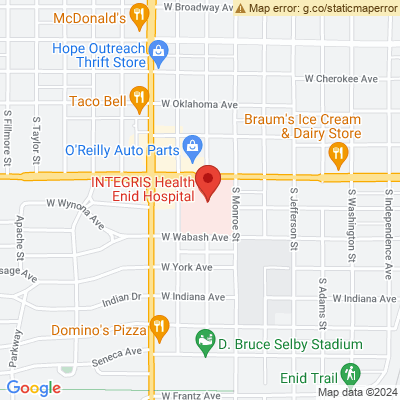 Map error: g.co/staticmaperror
W Broadway Ave
McDonald's
Hope Outreach
Thrift Store
W Cherokee Ave
Taco Bell
W Oklahoma Ave
Braum's Ice Cream
& Dairy Store
S Fillmore St
S Taylor St
O'Reilly Auto Parts
INTEGRIS Health
Enid Hospital
W Wynona Ave
S Monroe St
S Jefferson St
S Washington St
S Independence Ave
Apache St
W Wabash Ave
W York Ave
sage Ave
Indian Dr
W Indiana Ave
W Indiana Ave
S Adams St
Domino's Pizza
D. Bruce Selby Stadium
Parkway
Seneca Ave
Enid Trail
Google
W Frantz Ave
Map data ©2024